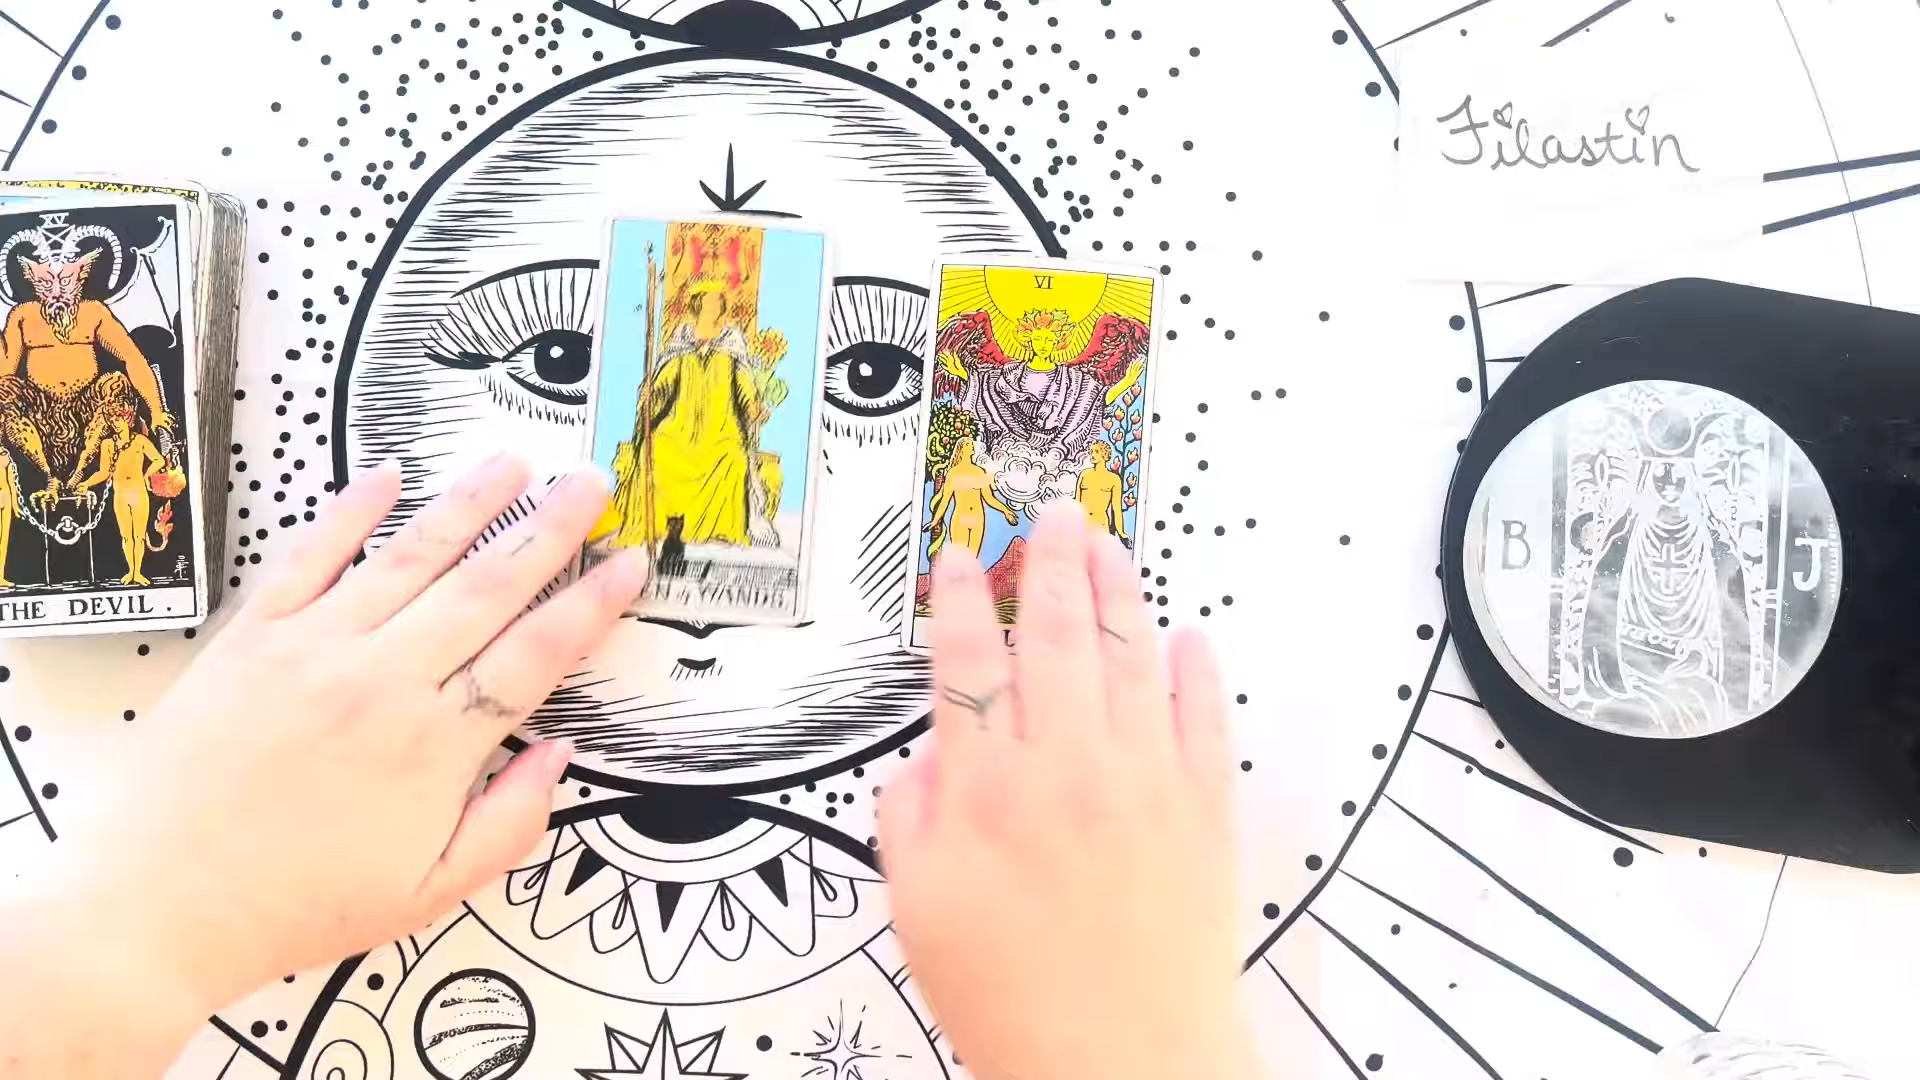 Filastin
XV
VI
THE DEVIL.
B
J